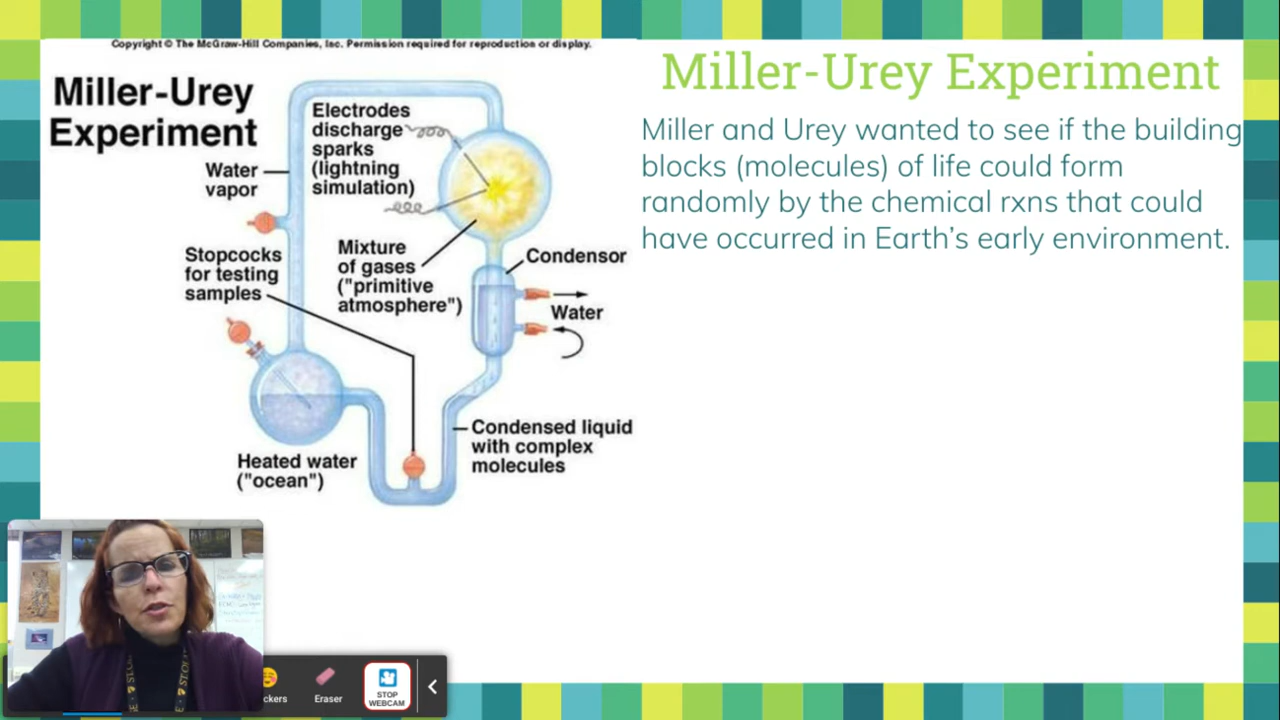 Copyright © The McGraw-Hill Companies, Inc. Permission required for reproduction or display.
Miller-Urey
Experiment
Water
vapor
Electrodes
discharge
sparks
(lightning
simulation)
Stopcocks
for testing
samples
Mixture
of gases
("primitive
atmosphere")
Condensor
Water
Condensed liquid
with complex
molecules
Heated water
("ocean")
Miller-Urey Experiment
Miller and Urey wanted to see if the building
blocks (molecules) of life could form
randomly by the chemical rxns that could
have occurred in Earth's early environment.
ckers
Eraser
STOP
WEBCAM